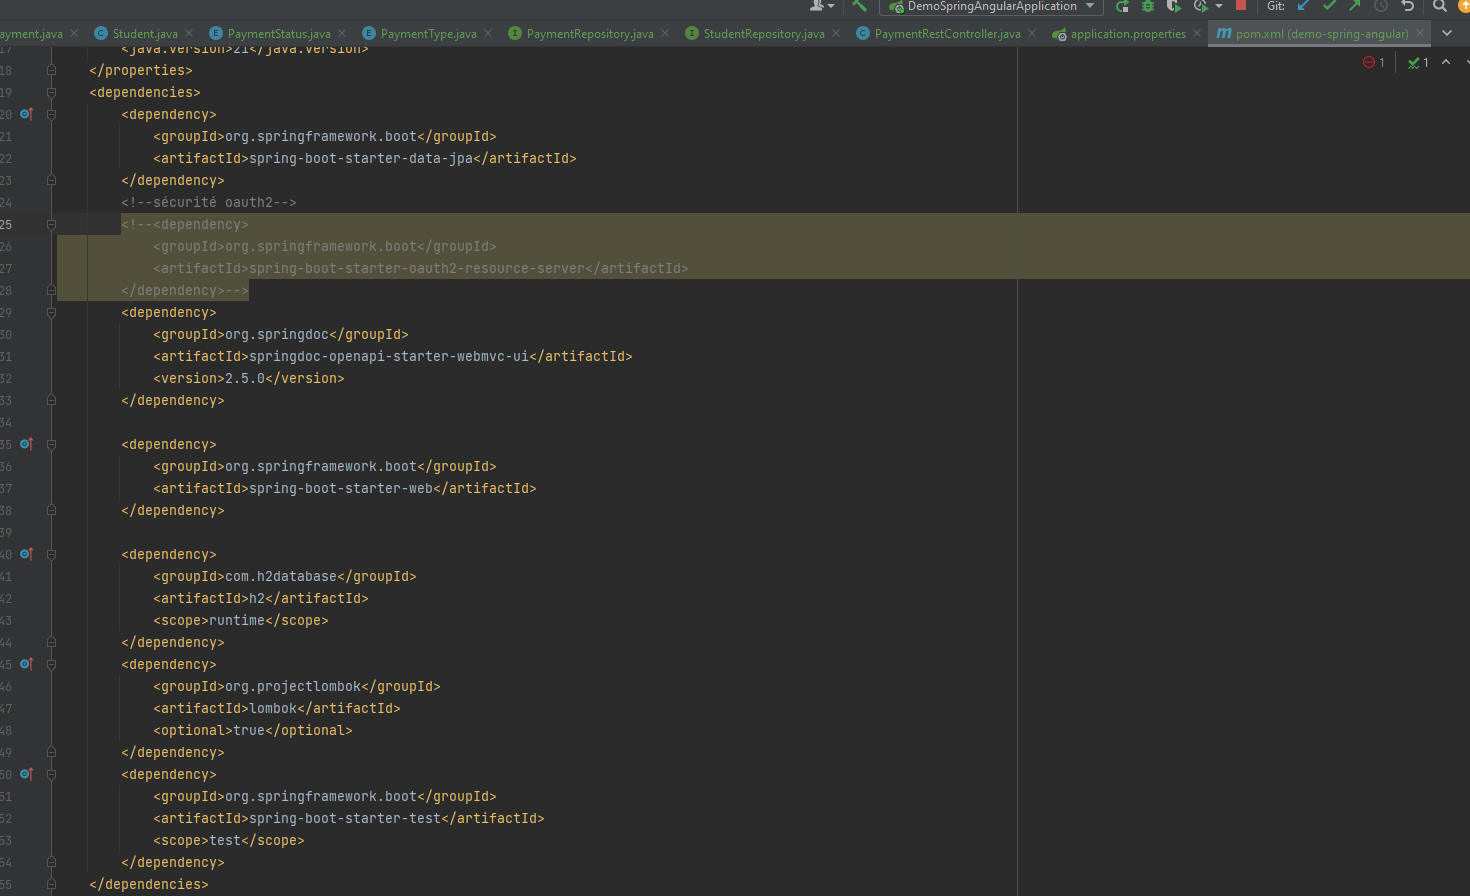 DemoSpringAngularApplication Git:
ayment.java Student.java PaymentStatus.java PaymentType.java PaymentRepository.java StudentRepository.java PaymentRestController.java application.properties pom.xml (demo-spring-angular)
17 <java.version>21</java.version>
1 1
18 </properties>
19 <dependencies>
20 <dependency>
21 <groupId>org.springframework.boot</groupId>
22 <artifactId>spring-boot-starter-data-jpa</artifactId>
23 </dependency>
24 <!--sécurité oauth2-->
25 <!--<dependency>
26 <groupId>org.springframework.boot</groupId>
27 <artifactId>spring-boot-starter-oauth2-resource-server</artifactId>
28 </dependency>-->
29 <dependency>
30 <groupId>org.springdoc</groupId>
31 <artifactId>springdoc-openapi-starter-webmvc-ui</artifactId>
32 <version>2.5.0</version>
33 </dependency>
34
35 <dependency>
36 <groupId>org.springframework.boot</groupId>
37 <artifactId>spring-boot-starter-web</artifactId>
38 </dependency>
39
40 <dependency>
41 <groupId>com.h2database</groupId>
42 <artifactId>h2</artifactId>
43 <scope>runtime</scope>
44 </dependency>
45 <dependency>
46 <groupId>org.projectlombok</groupId>
47 <artifactId>lombok</artifactId>
48 <optional>true</optional>
49 </dependency>
50 <dependency>
51 <groupId>org.springframework.boot</groupId>
52 <artifactId>spring-boot-starter-test</artifactId>
53 <scope>test</scope>
54 </dependency>
55 </dependencies>